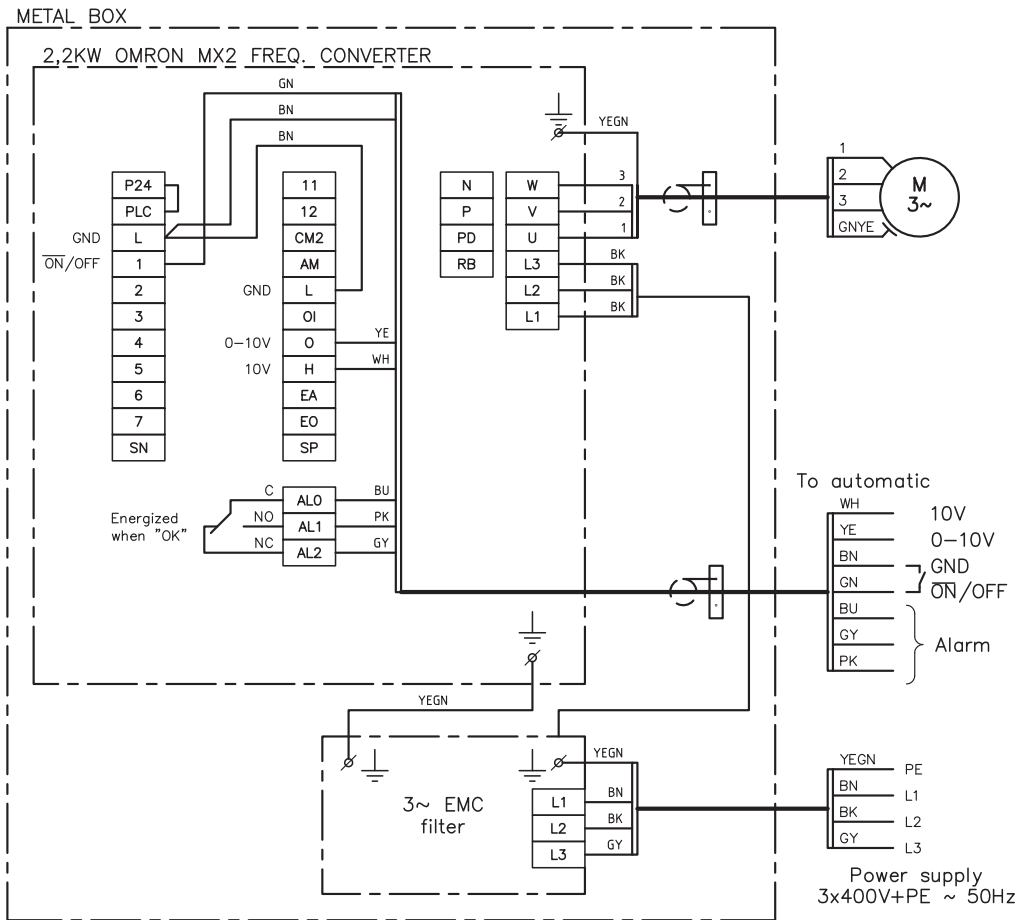 METAL BOX
2,2KW OMRON MX2 FREQ. CONVERTER
GN
BN
BN
YEGN
P24
PLC
L
1
2
3
4
5
6
7
SN
GND
ON/OFF
11
12
CM2
AM
L
OI
O
H
EA
EO
SP
GND
0-10V
10V
YE
WH
N
P
PD
RB
W
V
U
L3
L2
L1
3
2
1
BK
BK
BK
1
2
3
GNYE
M
3~
Energized
when "OK"
C
NO
NC
AL0
AL1
AL2
BU
PK
GY
To automatic
WH
10V
YE
0-10V
BN
GND
GN
ON/OFF
BU
GY
PK
Alarm
YEGN
3~ EMC
filter
YEGN
L1
L2
L3
BN
BK
GY
YEGN PE
BN L1
BK L2
GY L3
Power supply
3x400V+PE ~ 50Hz